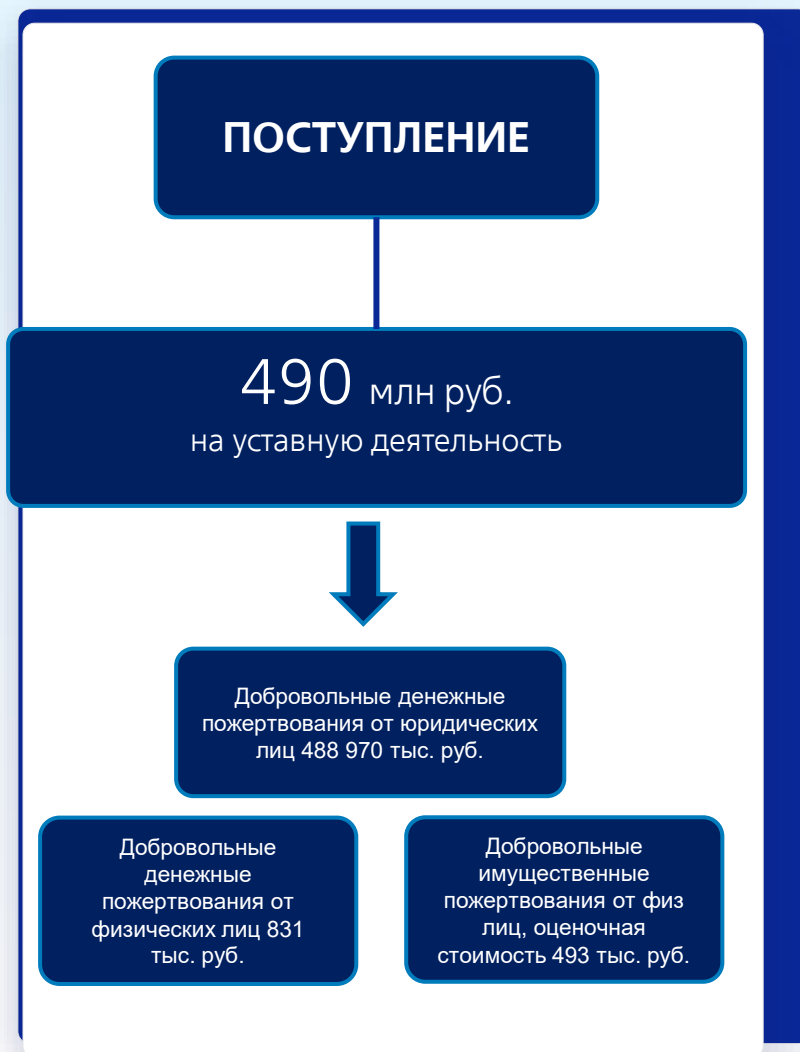 ПОСТУПЛЕНИЕ
490 млн руб.
на уставную деятельность
Добровольные денежные
пожертвования от юридических
лиц 488 970 тыс. руб.
Добровольные
денежные
пожертвования от
физических лиц 831
тыс. руб.
Добровольные
имущественные
пожертвования от физ
лиц, оценочная
стоимость 493 тыс. руб.